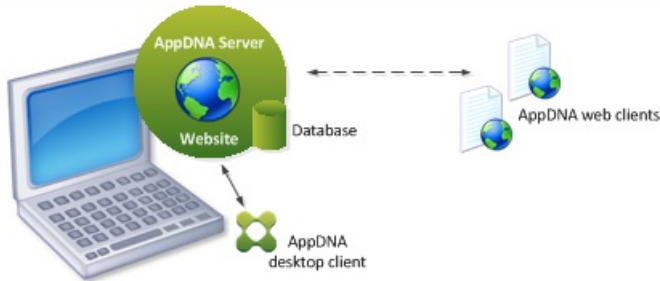 AppDNA Server
Website
Database
AppDNA web clients
AppDNA
desktop client